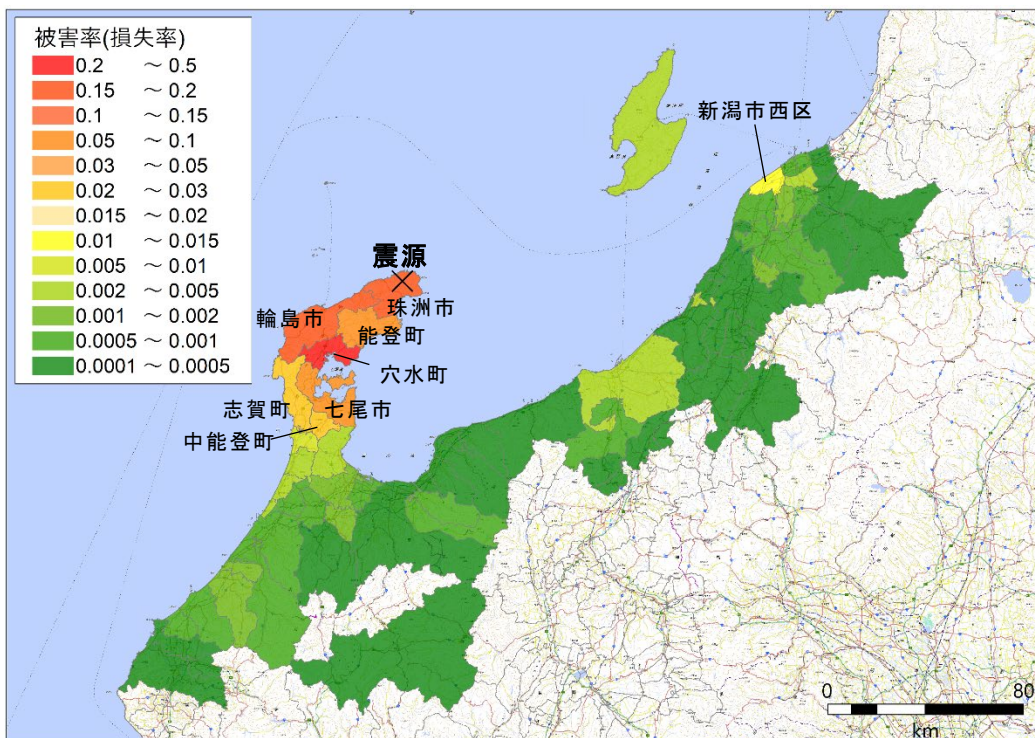 被害率(損失率)
0.2 ～ 0.5
0.15 ～ 0.2
0.1 ～ 0.15
0.05 ～ 0.1
0.03 ～ 0.05
0.02 ～ 0.03
0.015 ～ 0.02
0.01 ～ 0.015
0.005 ～ 0.01
0.002 ～ 0.005
0.001 ～ 0.002
0.0005 ～ 0.001
0.0001 ～ 0.0005
新潟市西区
震源
珠洲市
輪島市
能登町
穴水町
志賀町
七尾市
中能登町
0 80
km